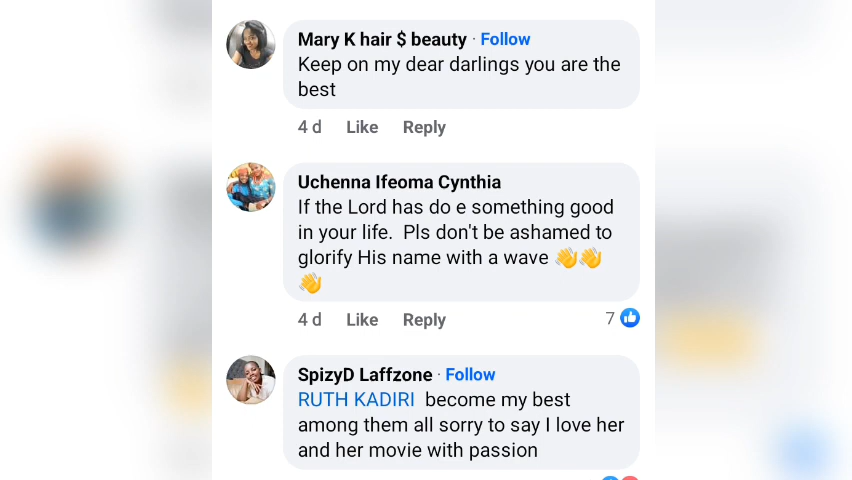 Mary K hair $ beauty · Follow
Keep on my dear darlings you are the
best
4 d Like Reply
Uchenna Ifeoma Cynthia
If the Lord has do e something good
in your life. Pls don't be ashamed to
glorify His name with a wave 👋👋
👋
4 d Like Reply 7
SpizyD Laffzone · Follow
RUTH KADIRI become my best
among them all sorry to say I love her
and her movie with passion